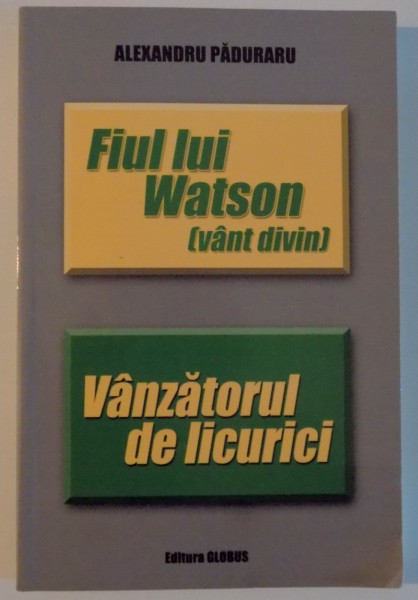 ALEXANDRU PĂDURARU
Fiul lui
Watson
(vânt divin)
Vânzătorul
de licurici
Editura GLOBUS